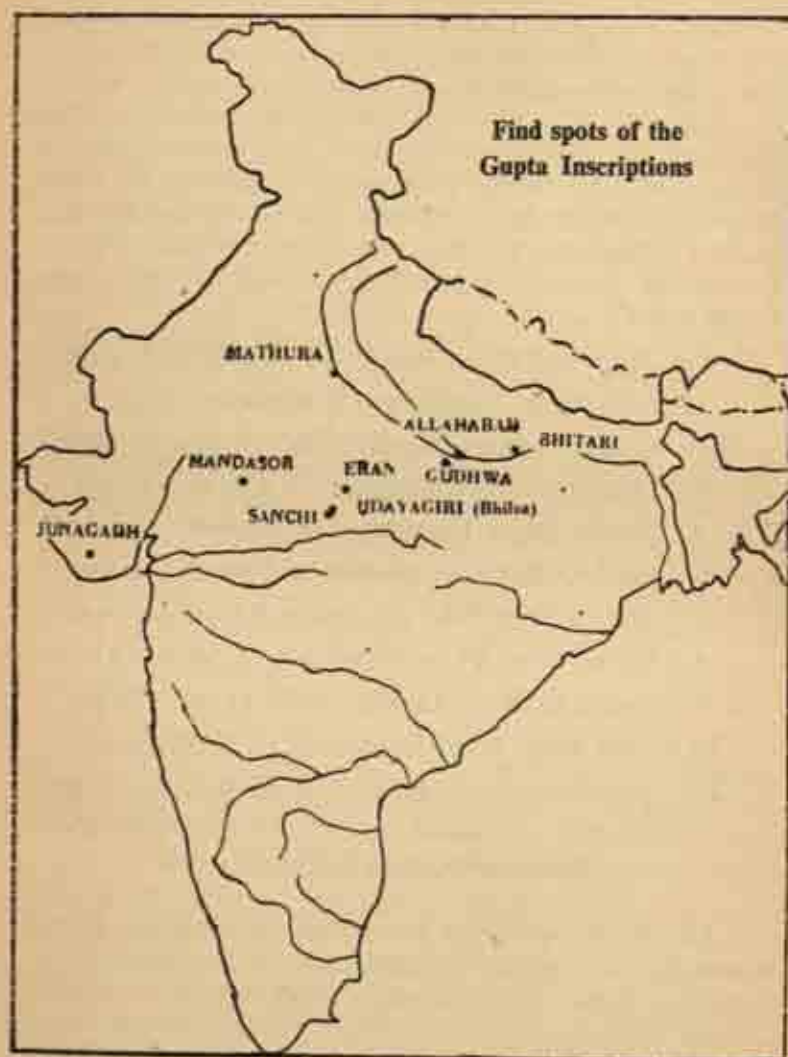 Find spots of the
Gupta Inscriptions
MATHURA
ALLAHABAD
BHITARI
MANDASOR
ERAN
GUDHWA
SANCHI
UDAYAGIRI (Bhilsa)
JUNAGADH